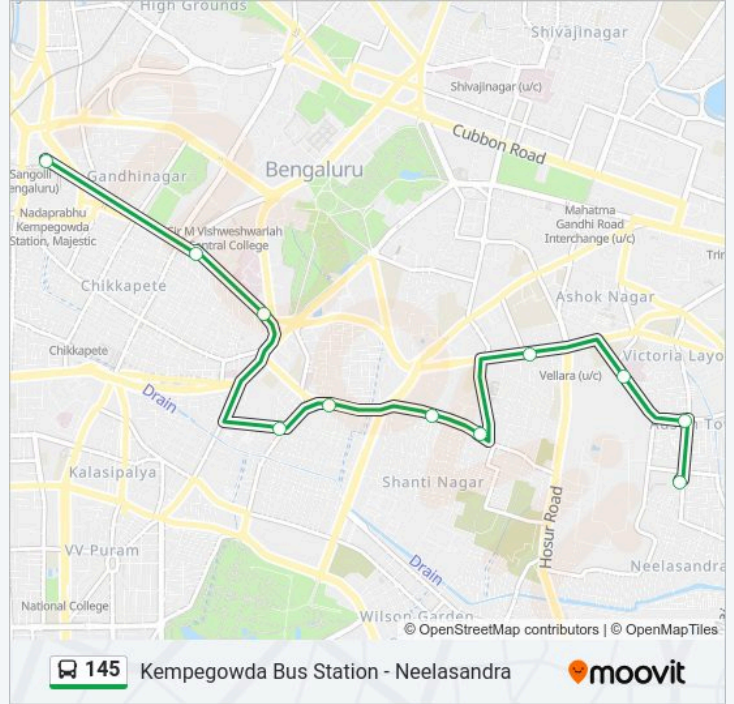 High Grounds
Shivajinagar
Shivajinagar (u/c)
Cubbon Road
Bengaluru
Sangolli
Gandhinagar
engaluru)
Nadaprabhu
Kempegowda
Station, Majestic
Mahatma
Gandhi Road
Interchange (u/c)
Sir M Vishweshwariah
Central College
Chikkapete
Ashok Nagar
Chikkapete
Victoria Layo
Vellara (u/c)
Drain
Kalasipalya
Shanti Nagar
Hosur Road
VV Puram
Drain
Neelasandra
National College
Wilson Garden
© OpenStreetMap contributors | © OpenMapTiles
145 Kempegowda Bus Station - Neelasandra
moovit